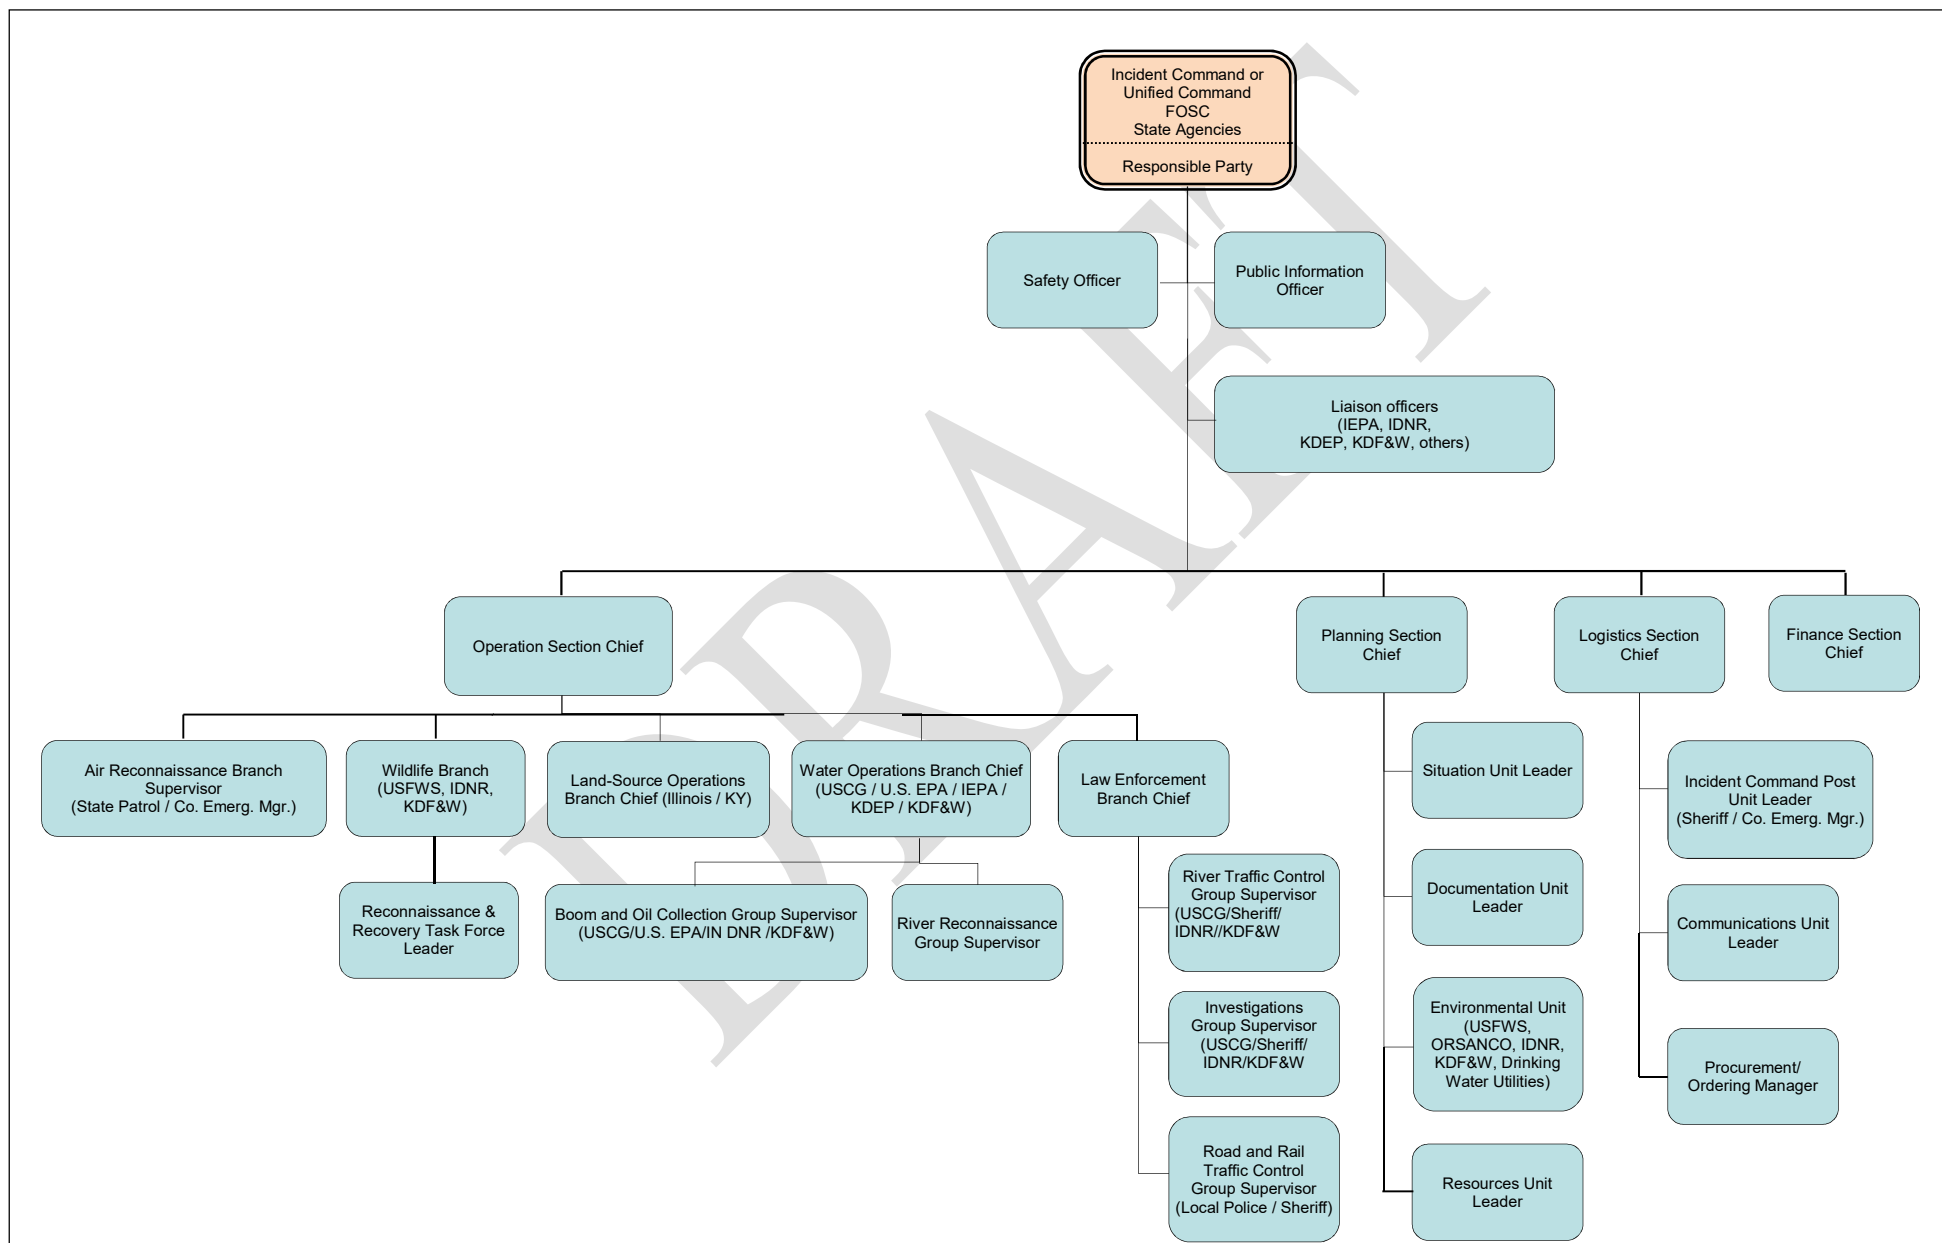 Incident Command or
Unified Command
FOSC
State Agencies
Responsible Party
Safety Officer
Public Information
Officer
Liaison officers
(IEPA, IDNR,
KDEP, KDF&W, others)
Operation Section Chief
Planning Section
Chief
Logistics Section
Chief
Finance Section
Chief
Air Reconnaissance Branch
Supervisor
(State Patrol / Co. Emerg. Mgr.)
Wildlife Branch
(USFWS, IDNR,
KDF&W)
Land-Source Operations
Branch Chief (Illinois / KY)
Water Operations Branch Chief
(USCG / U.S. EPA / IEPA /
KDEP / KDF&W)
Law Enforcement
Branch Chief
Reconnaissance &
Recovery Task Force
Leader
Boom and Oil Collection Group Supervisor
(USCG/U.S. EPA/IN DNR /KDF&W)
River Reconnaissance
Group Supervisor
River Traffic Control
Group Supervisor
(USCG/Sheriff/
IDNR//KDF&W
Investigations
Group Supervisor
(USCG/Sheriff/
IDNR/KDF&W
Road and Rail
Traffic Control
Group Supervisor
(Local Police / Sheriff)
Situation Unit Leader
Documentation Unit
Leader
Environmental Unit
(USFWS,
ORSANCO, IDNR,
KDF&W, Drinking
Water Utilities)
Resources Unit
Leader
Incident Command Post
Unit Leader
(Sheriff / Co. Emerg. Mgr.)
Communications Unit
Leader
Procurement/
Ordering Manager
DRAFT